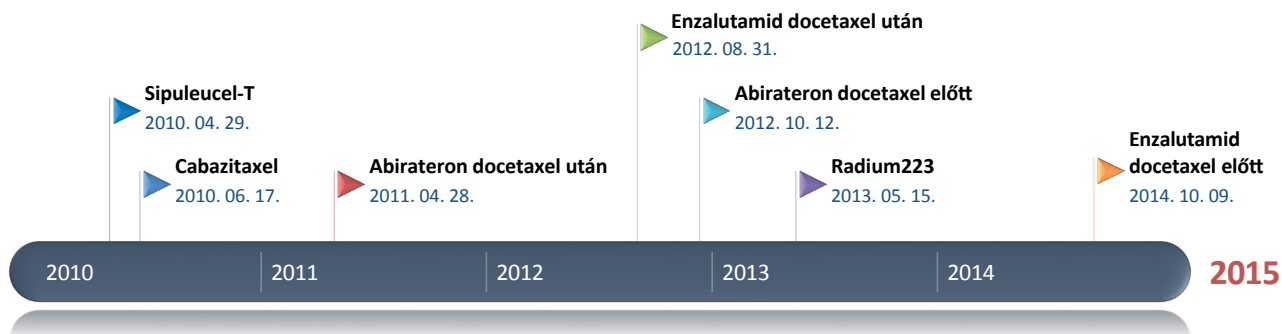 Enzalutamid docetaxel után
2012. 08. 31.
Sipuleucel-T
2010. 04. 29.
Abirateron docetaxel előtt
2012. 10. 12.
Cabazitaxel
2010. 06. 17.
Abirateron docetaxel után
2011. 04. 28.
Radium223
2013. 05. 15.
Enzalutamid
docetaxel előtt
2014. 10. 09.
2010
2011
2012
2013
2014
2015